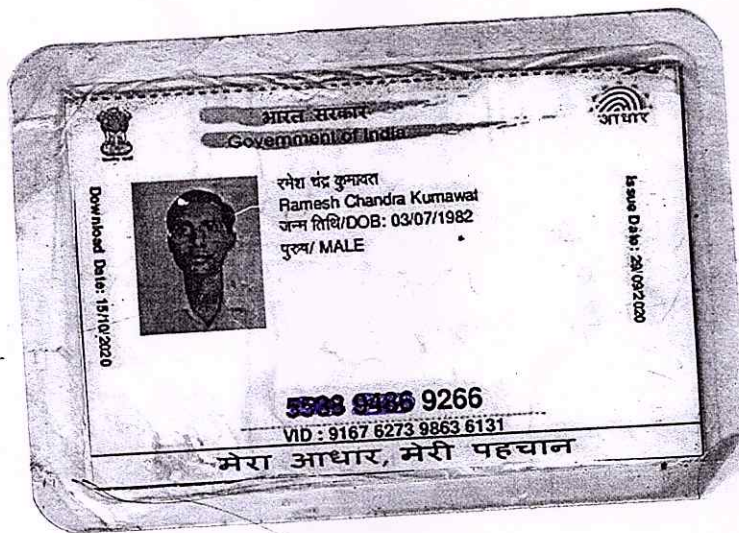 भारत सरकार
Government of India
आधार
Download Date: 15/10/2020
रमेश चंद्र कुमावत
Ramesh Chandra Kumawat
जन्म तिथि/DOB: 03/07/1982
पुरुष/ MALE
Issue Date: 29/09/2020
9266
VID : 9167 6273 9863 6131
मेरा आधार, मेरी पहचान